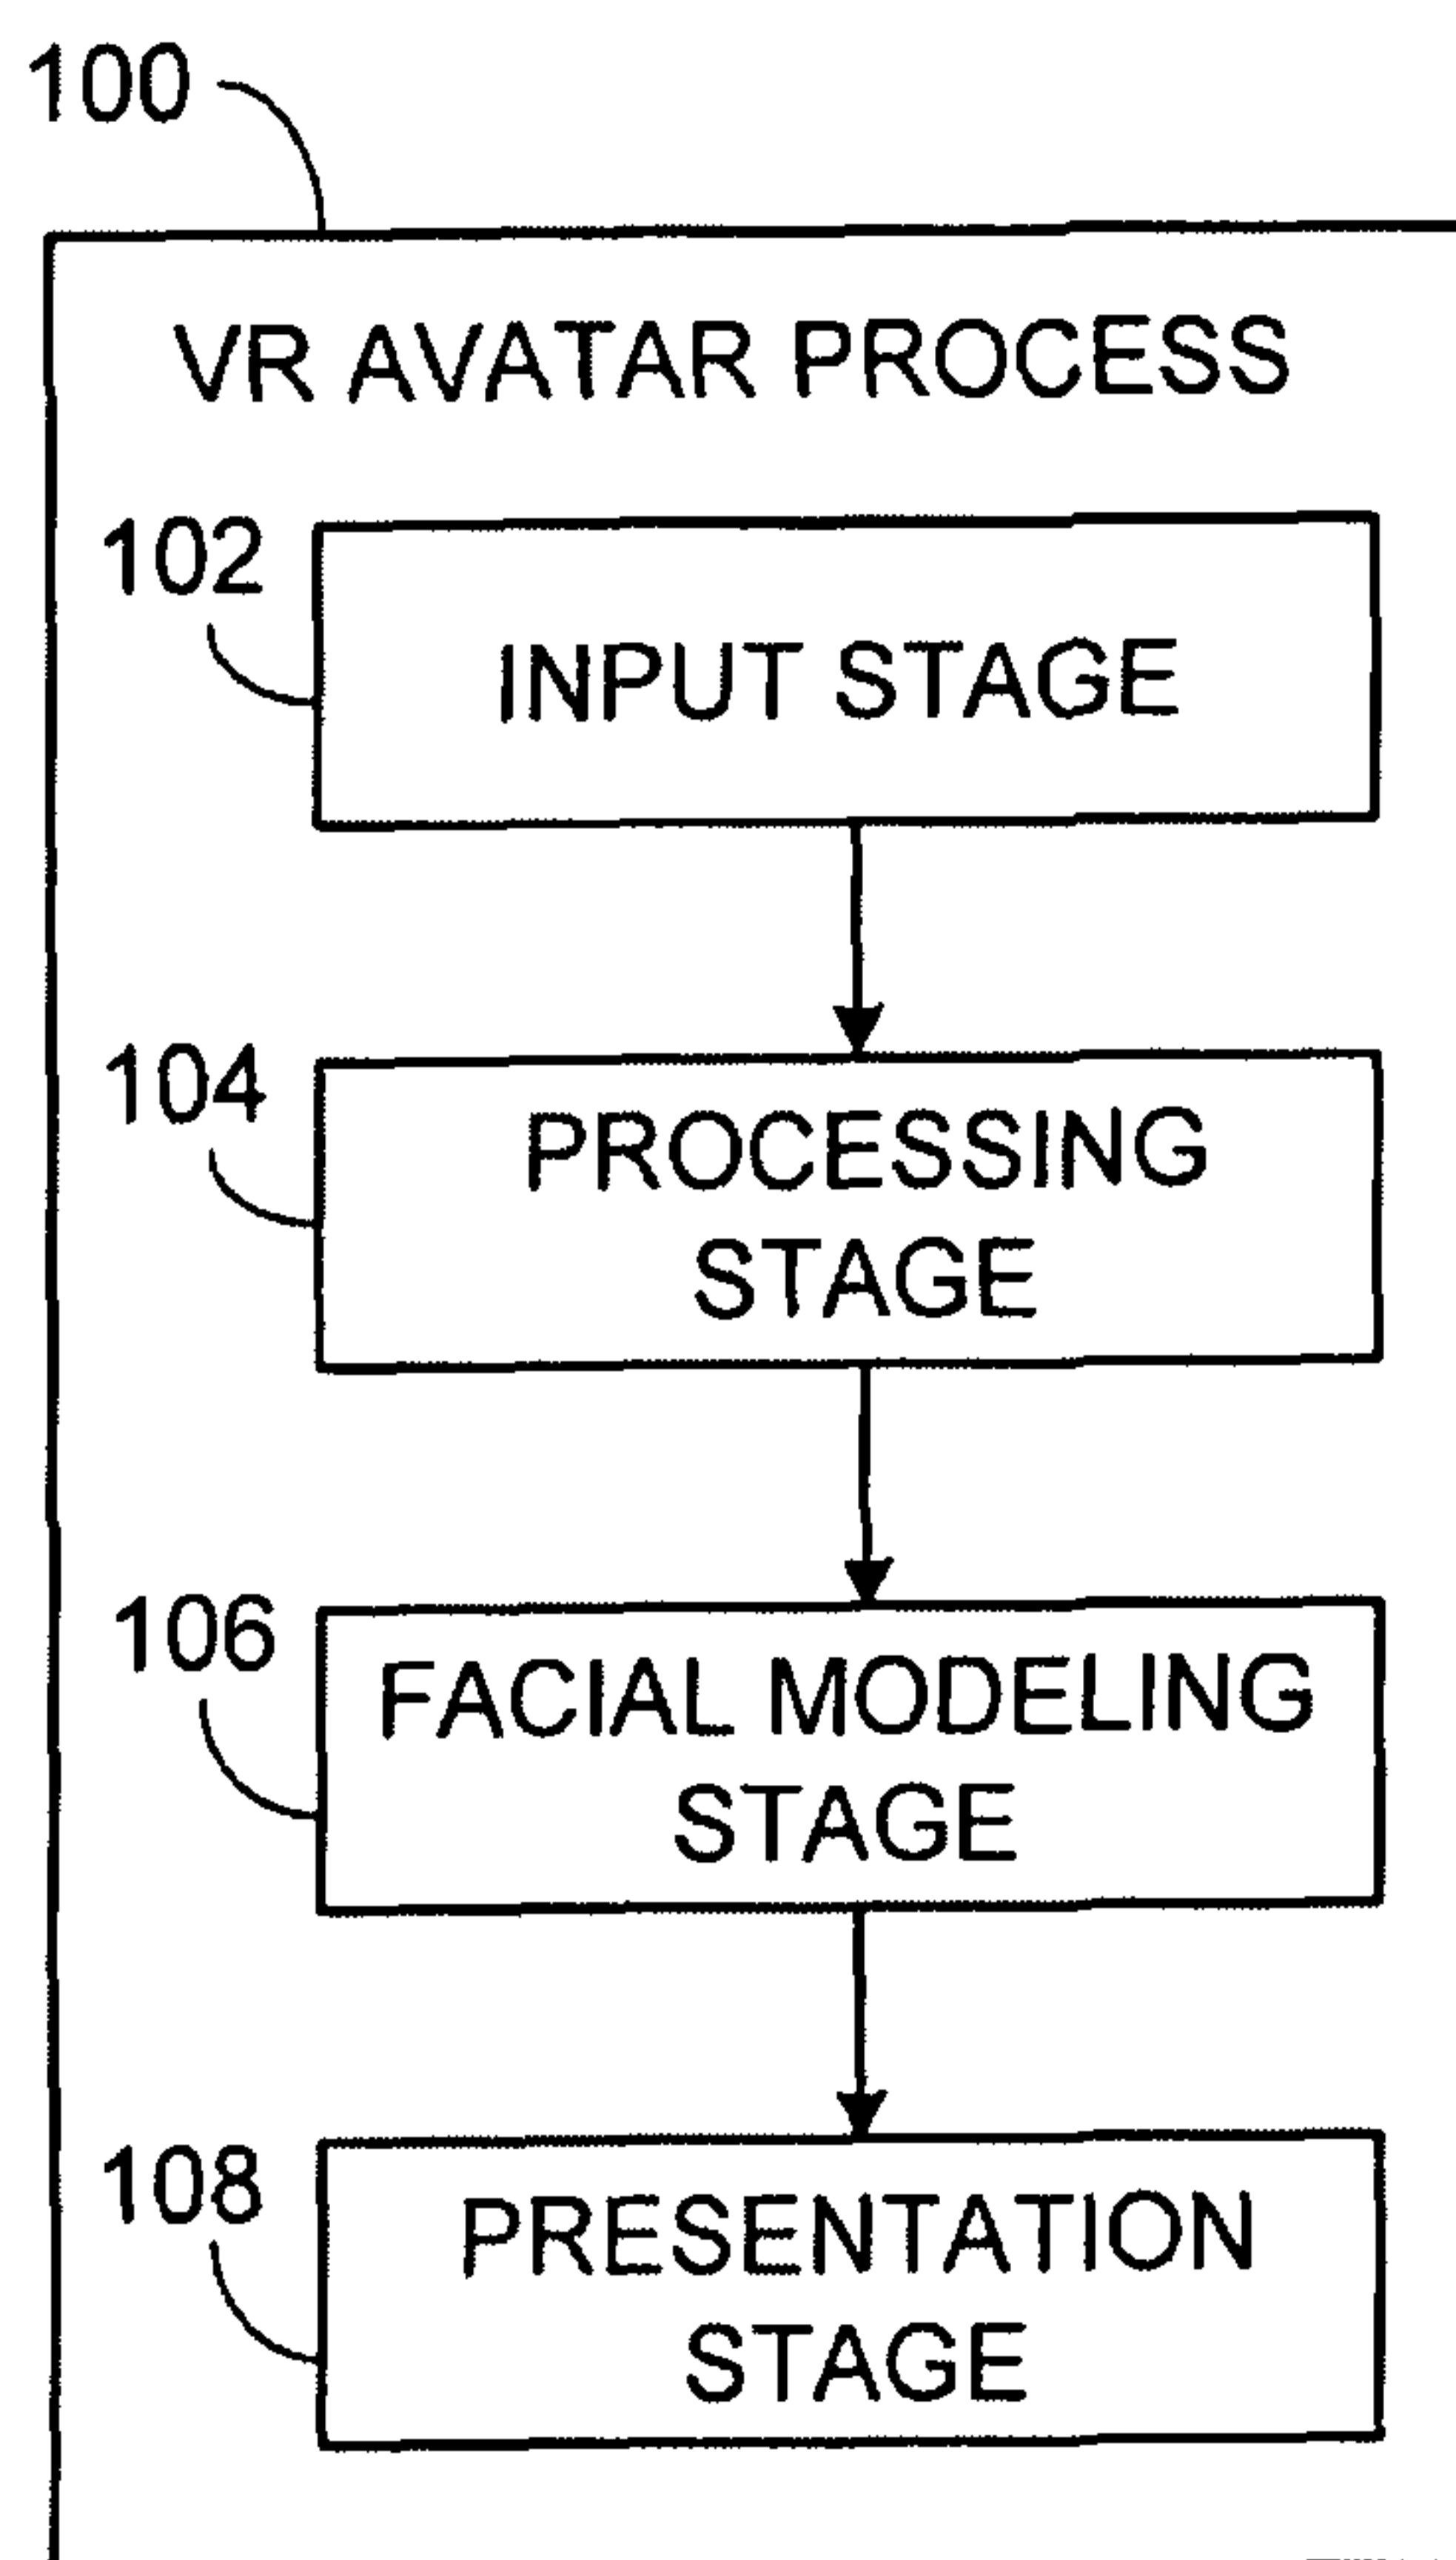 100
VR AVATAR PROCESS
102
INPUT STAGE
104
PROCESSING
STAGE
106
FACIAL MODELING
STAGE
108
PRESENTATION
STAGE